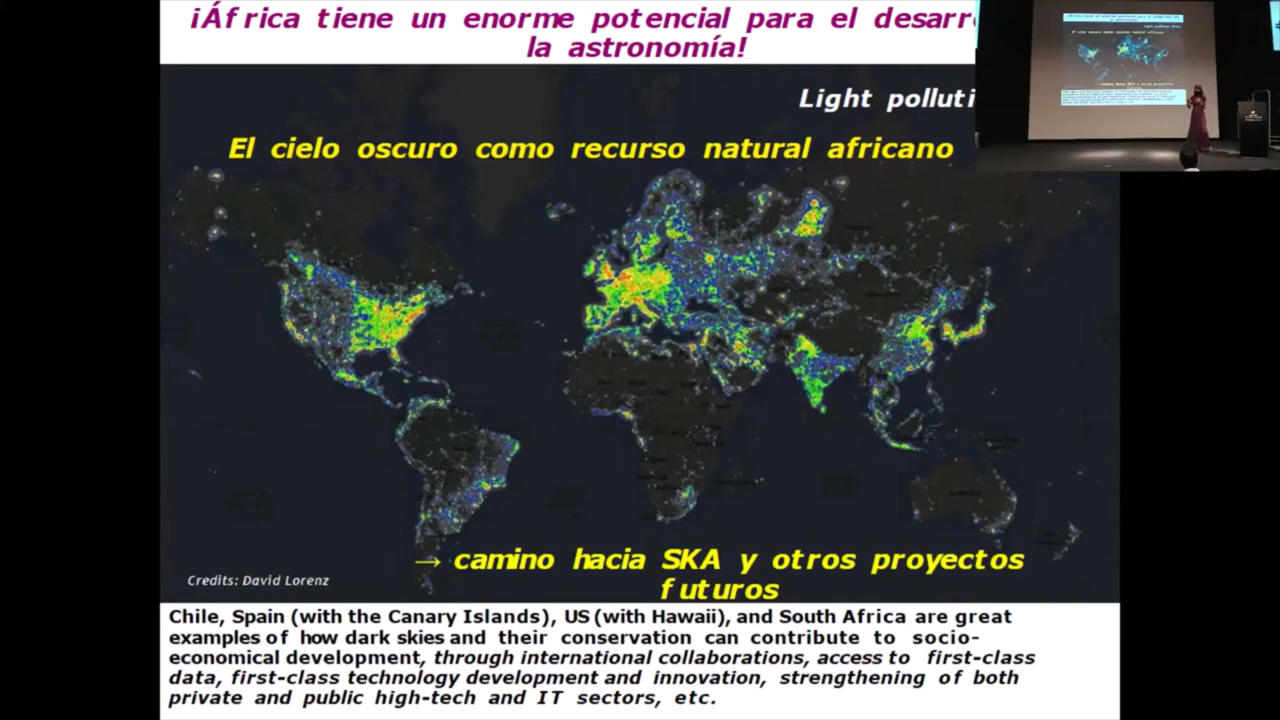 ¡África tiene un enorme potencial para el desarr
la astronomía!
Light polluti
El cielo oscuro como recurso natural africano
→ camino hacia SKA y otros proyectos
futuros
Credits: David Lorenz
Chile, Spain (with the Canary Islands), US (with Hawaii), and South Africa are great
examples of how dark skies and their conservation can contribute to socio-
economical development, through international collaborations, access to first-class
data, first-class technology development and innovation, strengthening of both
private and public high-tech and IT sectors, etc.